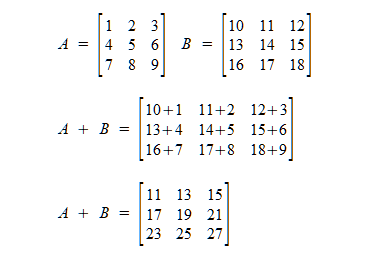 A = [1 2 3 B = [10 11 12
4 5 6 13 14 15
7 8 9] 16 17 18]
A + B = [10+1 11+2 12+3
13+4 14+5 15+6
16+7 17+8 18+9]
A + B = [11 13 15
17 19 21
23 25 27]